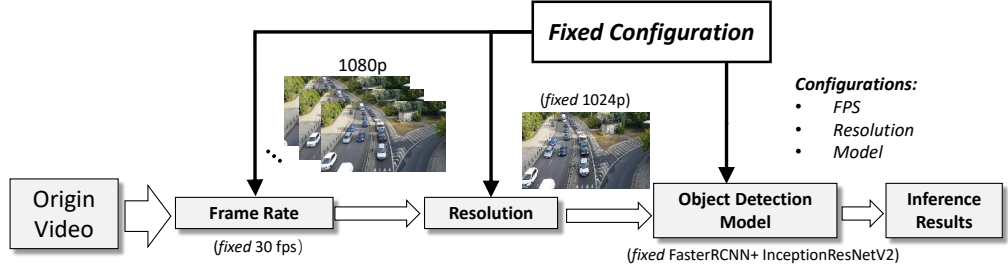 Fixed Configuration
1080p
(fixed 1024p)
Configurations:
• FPS
• Resolution
• Model
Origin
Video
Frame Rate
(fixed 30 fps)
Resolution
Object Detection
Model
(fixed FasterRCNN+ InceptionResNetV2)
Inference
Results